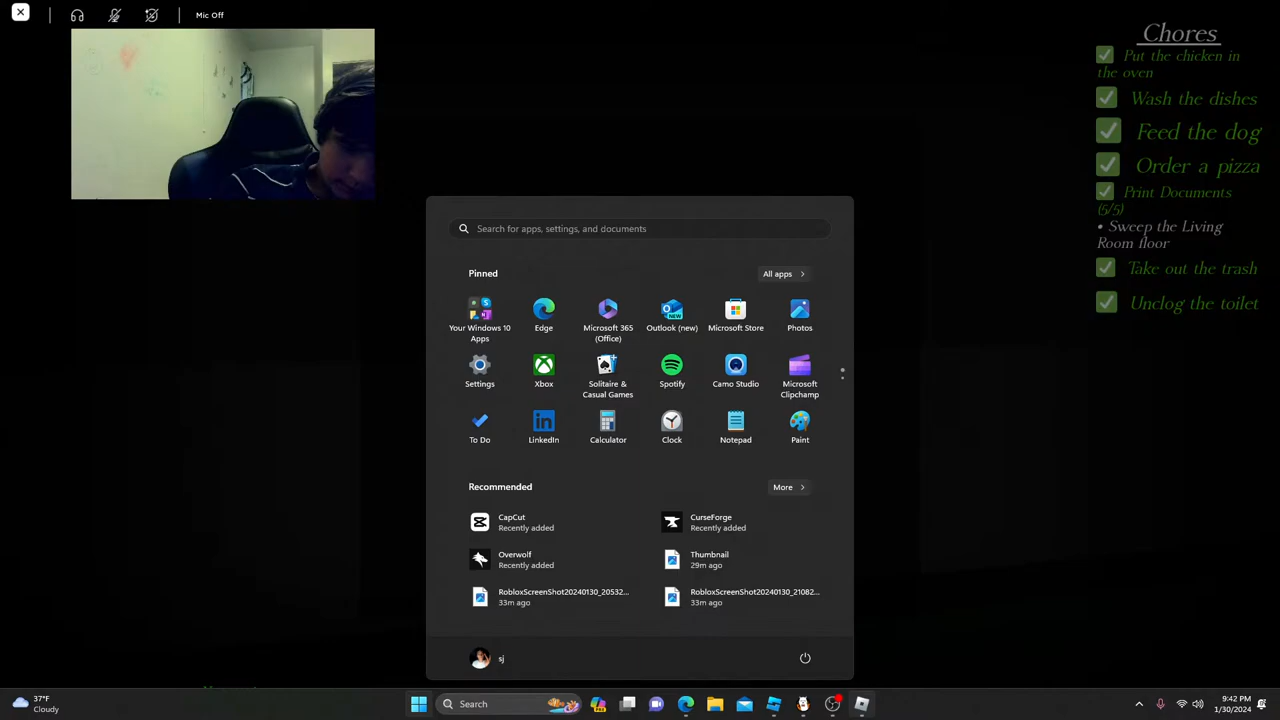 Mic Off
Chores
Put the chicken in
the oven
Wash the dishes
Feed the dog
Order a pizza
Print Documents
(5/5)
• Sweep the Living
Room floor
Take out the trash
Unclog the toilet
Search for apps, settings, and documents
Pinned
All apps
Your Windows 10
Apps
Edge
Microsoft 365
(Office)
Outlook (new)
Microsoft Store
Photos
Settings
Xbox
Solitaire &
Casual Games
Spotify
Camo Studio
Microsoft
Clipchamp
To Do
LinkedIn
Calculator
Clock
Notepad
Paint
Recommended
More
CapCut
Recently added
CurseForge
Recently added
Overwolf
Recently added
Thumbnail
29m ago
RobloxScreenShot20240130_20532...
33m ago
RobloxScreenShot20240130_21082...
33m ago
sj
37°F
Cloudy
Search
9:42 PM
1/30/2024